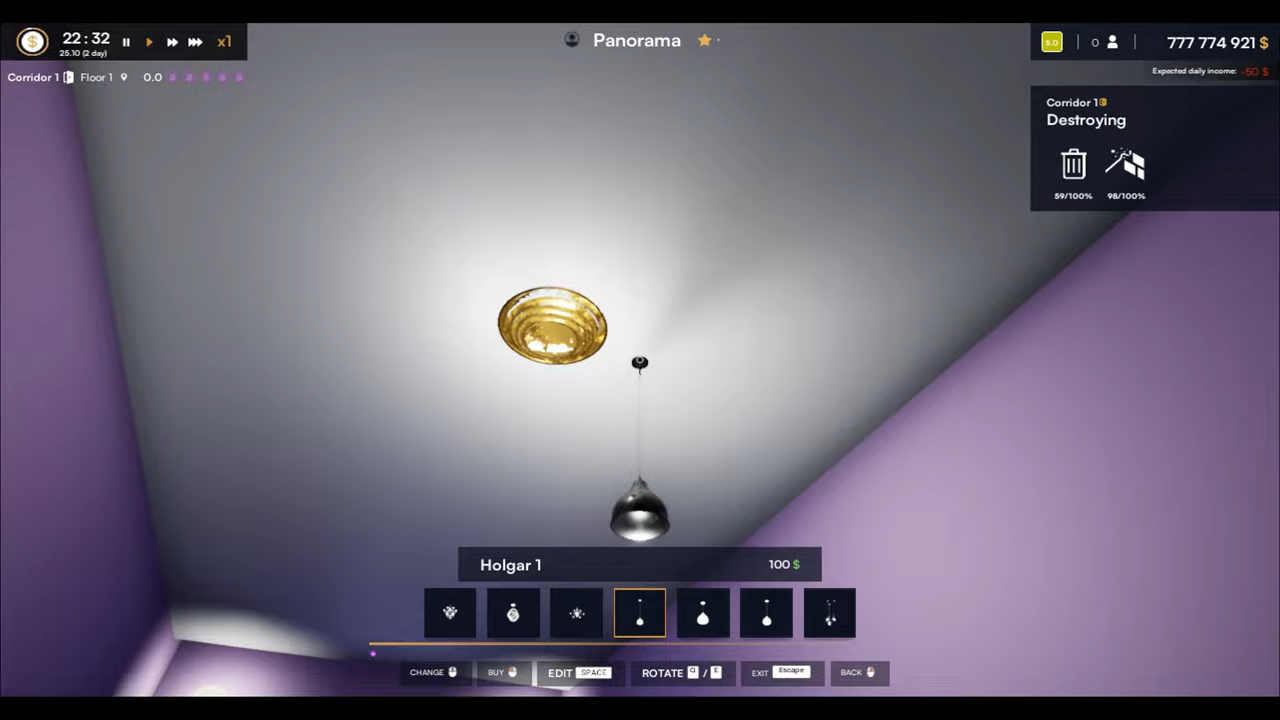 22:32
x1
25.10 (2 day)
Corridor 1 Floor 1 0.0
Panorama
5.0 0 777 774 921 $
Expected daily income: -50 $
Corridor 1
Destroying
59/100% 98/100%
Holgar 1 100 $
CHANGE BUY EDIT SPACE ROTATE Q / E EXIT Escape BACK